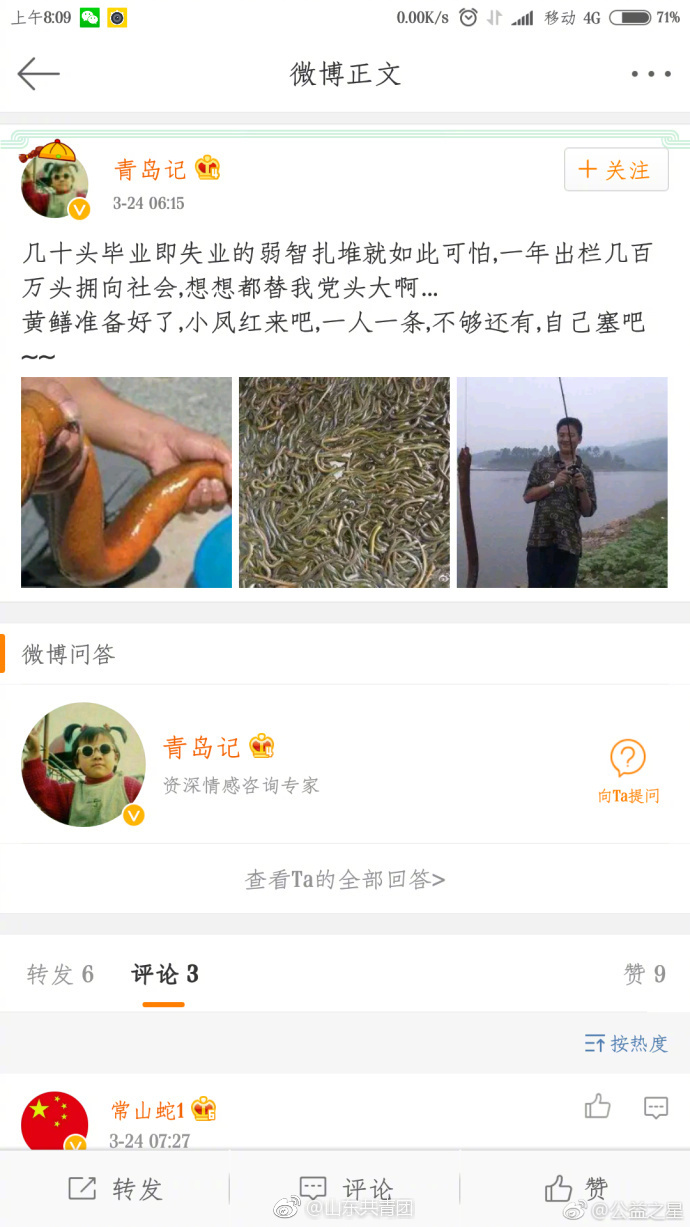 上午8:09
0.00K/s 移动 4G 71%
微博正文
青岛记
3-24 06:15
+ 关注
几十头毕业即失业的弱智扎堆就如此可怕,一年出栏几百
万头拥向社会,想想都替我党头大啊...
黄鳝准备好了,小凤红来吧,一人一条,不够还有,自己塞吧
~~
微博问答
青岛记
资深情感咨询专家
向Ta提问
查看Ta的全部回答>
转发 6 评论 3 赞 9
按热度
常山蛇1
3-24 07:27
转发 评论 赞
@山东共青团
@公益之星